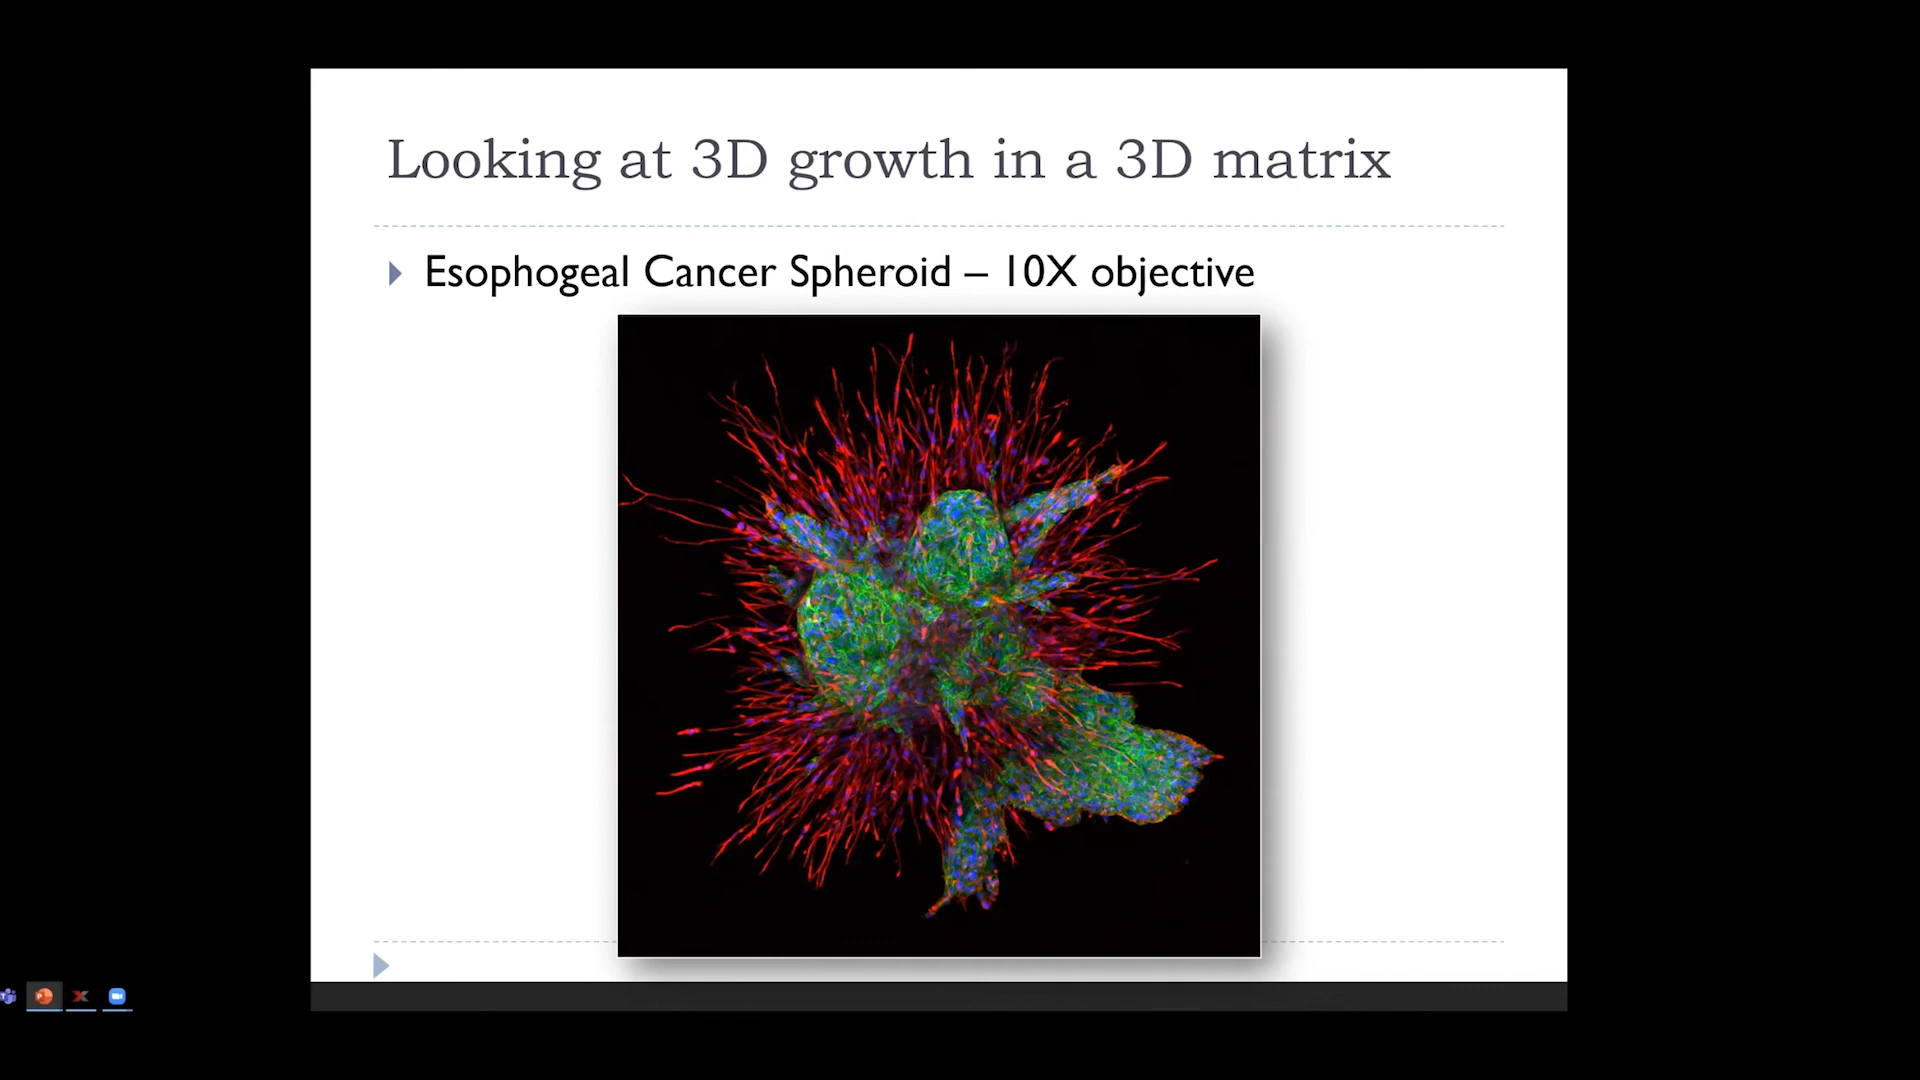 Looking at 3D growth in a 3D matrix
Esophogeal Cancer Spheroid – 10X objective